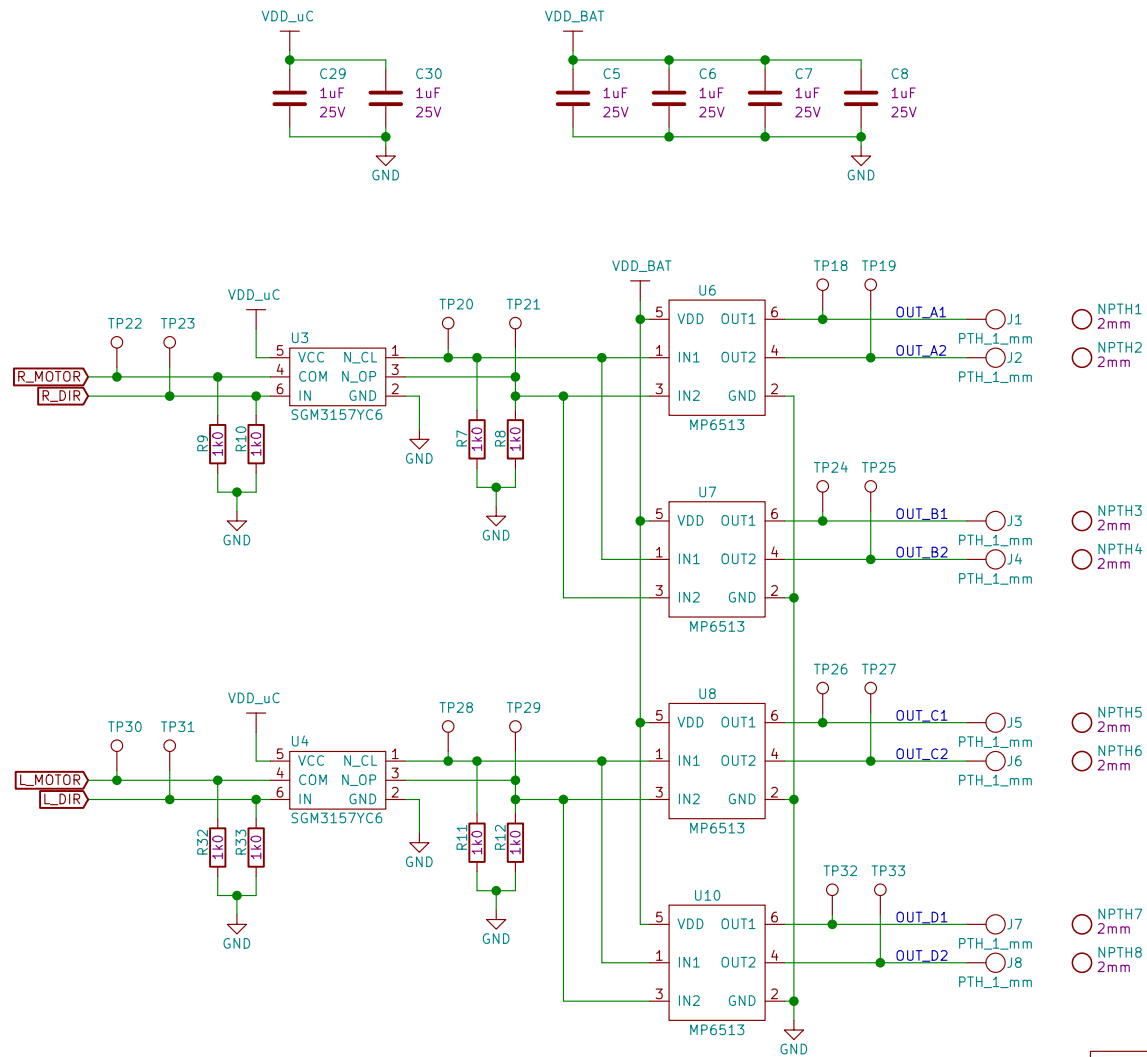 VDD_uC
VDD_BAT
C29
1uF
25V
C30
1uF
25V
C5
1uF
25V
C6
1uF
25V
C7
1uF
25V
C8
1uF
25V
GND
GND
VDD_BAT
TP18
TP19
VDD_uC
TP20
TP21
U6
TP22
TP23
U3
5 VDD OUT1 6
OUT_A1
J1
PTH_1_mm
NPTH1
2mm
5 VCC N_CL 1
1 IN1 OUT2 4
OUT_A2
J2
PTH_1_mm
NPTH2
2mm
R_MOTOR
4 COM N_OP 3
R_DIR
6 IN GND 2
3 IN2 GND 2
SGM3157YC6
MP6513
R9
1k0
R10
1k0
R7
1k0
R8
1k0
GND
GND
GND
TP24
TP25
U7
5 VDD OUT1 6
OUT_B1
J3
PTH_1_mm
NPTH3
2mm
1 IN1 OUT2 4
OUT_B2
J4
PTH_1_mm
NPTH4
2mm
3 IN2 GND 2
MP6513
TP26
TP27
VDD_uC
TP28
TP29
U8
TP30
TP31
U4
5 VDD OUT1 6
OUT_C1
J5
PTH_1_mm
NPTH5
2mm
5 VCC N_CL 1
1 IN1 OUT2 4
OUT_C2
J6
PTH_1_mm
NPTH6
2mm
L_MOTOR
4 COM N_OP 3
L_DIR
6 IN GND 2
3 IN2 GND 2
SGM3157YC6
MP6513
R32
1k0
R33
1k0
R11
1k0
R12
1k0
GND
GND
GND
TP32
TP33
U10
5 VDD OUT1 6
OUT_D1
J7
PTH_1_mm
NPTH7
2mm
1 IN1 OUT2 4
OUT_D2
J8
PTH_1_mm
NPTH8
2mm
3 IN2 GND 2
MP6513
GND